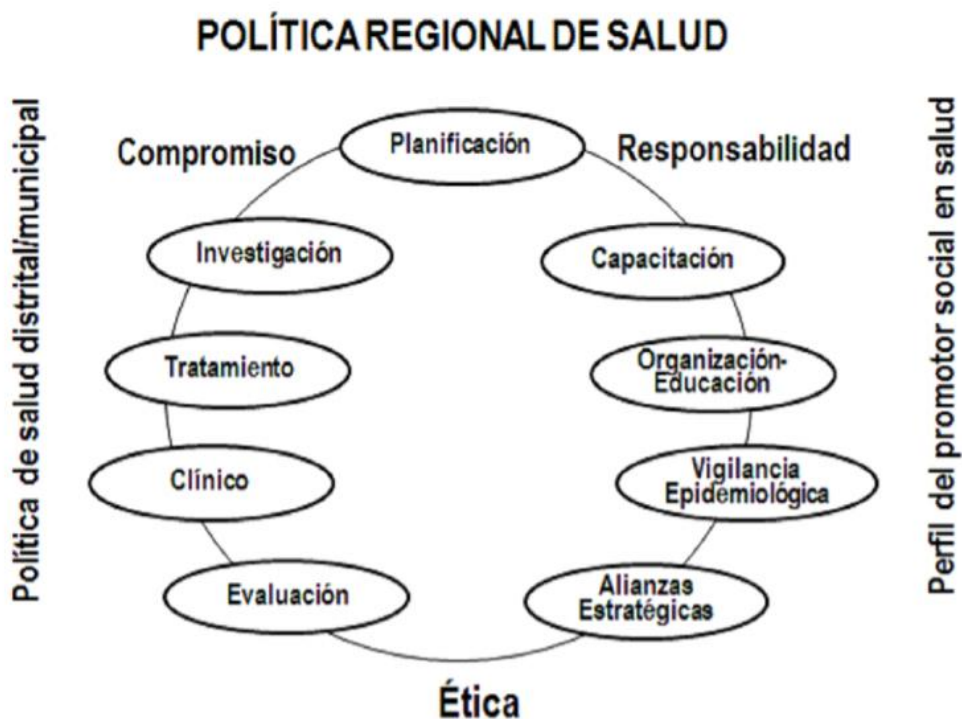 POLÍTICA REGIONAL DE SALUD
Política de salud distrital/municipal
Perfil del promotor social en salud
Compromiso
Planificación
Responsabilidad
Investigación
Capacitación
Tratamiento
Organización-
Educación
Clínico
Vigilancia
Epidemiológica
Evaluación
Alianzas
Estratégicas
Ética